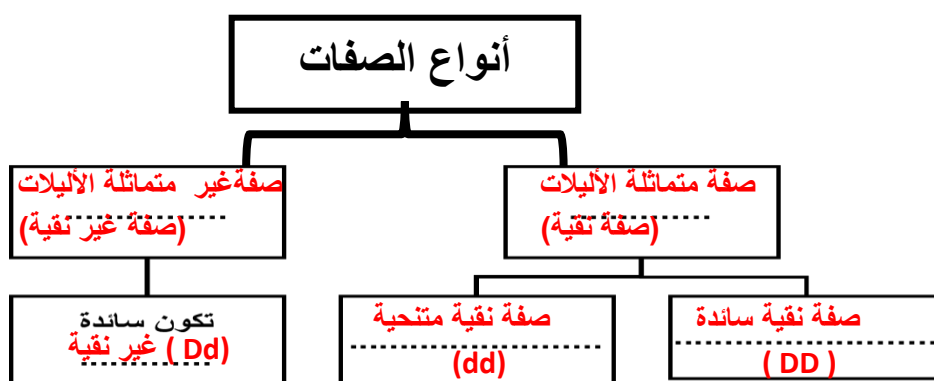 أنواع الصفات
صفة متماثلة الأليلات
(صفة نقية)
صفةغير متماثلة الأليلات
(صفة غير نقية)
صفة نقية سائدة
( DD )
صفة نقية متنحية
(dd)
تكون سائدة
غير نقية ( Dd)